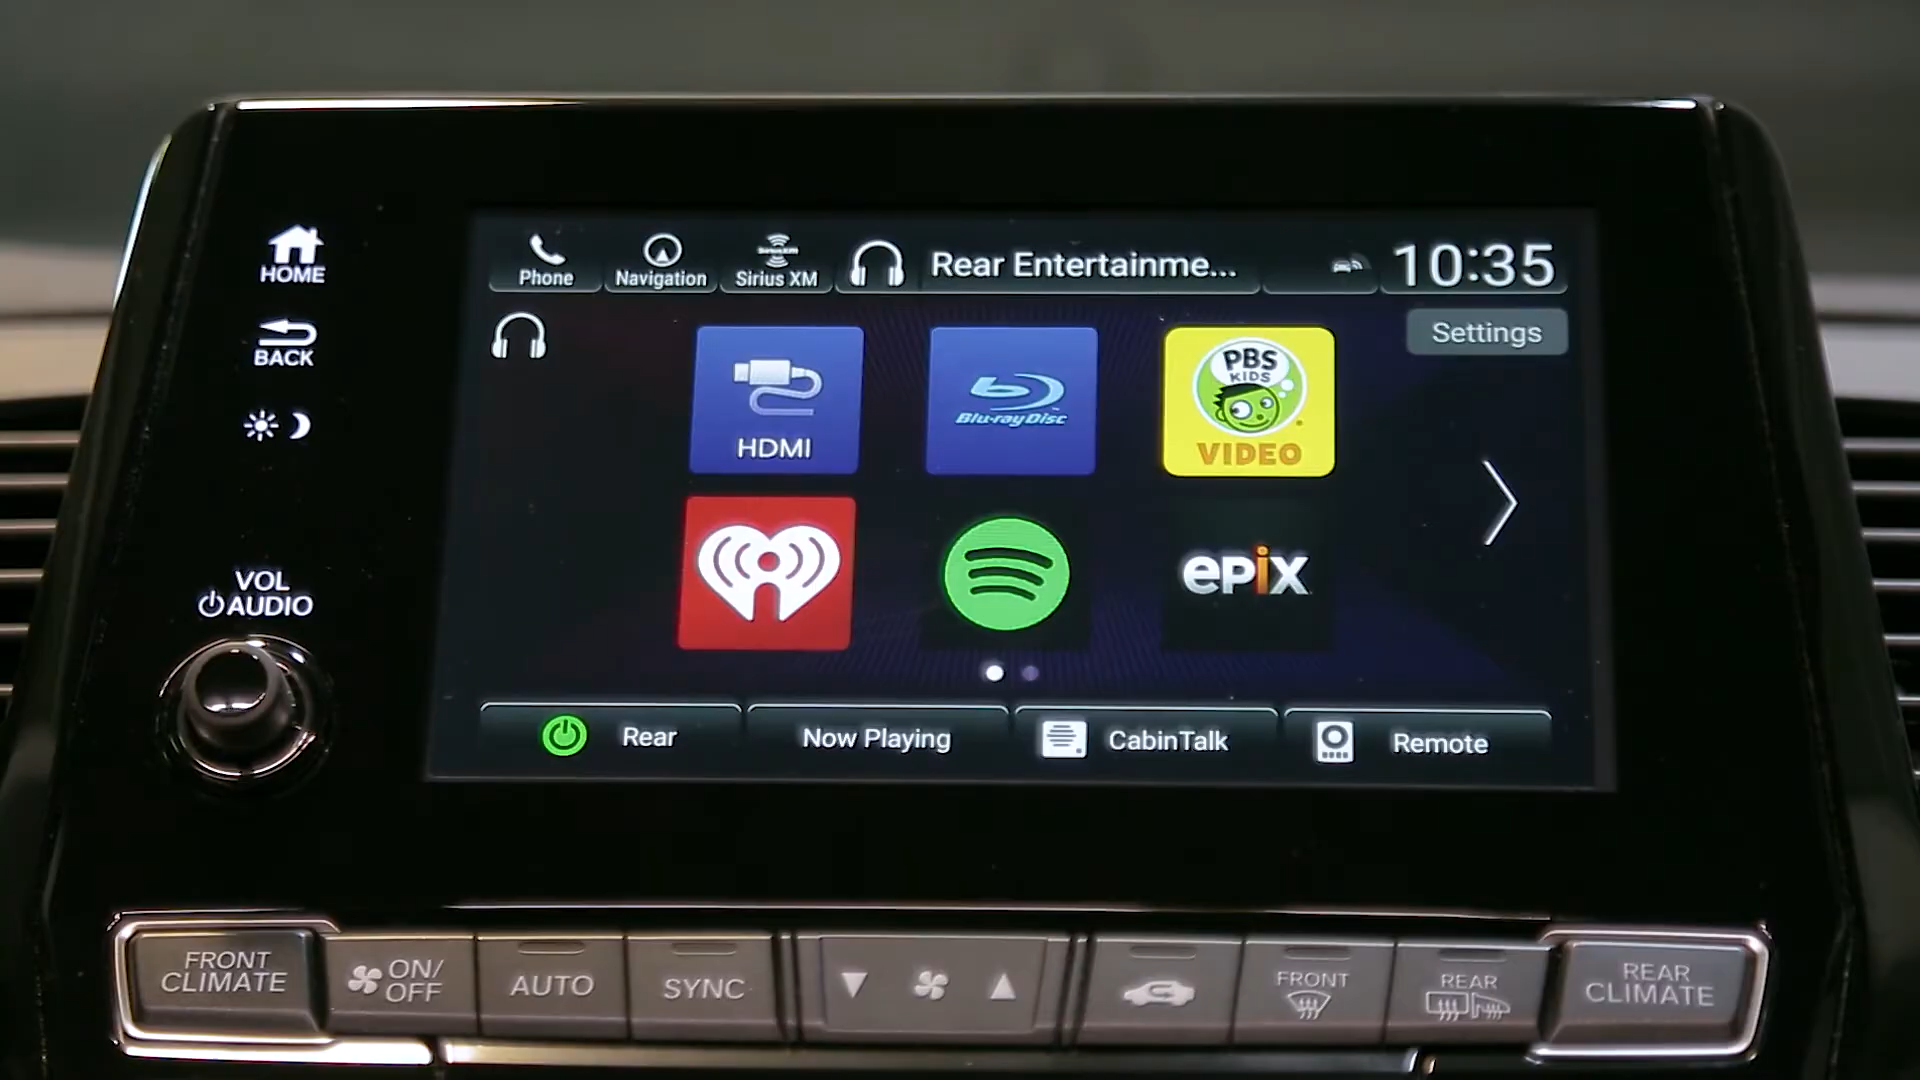 HOME
BACK
VOL
AUDIO
Phone
Navigation
SiriusXM
Sirius XM
Rear Entertainme...
10:35
Settings
HDMI
Blu-ray Disc
PBS
KIDS
VIDEO
epix
Rear
Now Playing
CabinTalk
Remote
FRONT
CLIMATE
ON/
OFF
AUTO
SYNC
FRONT
REAR
REAR
CLIMATE